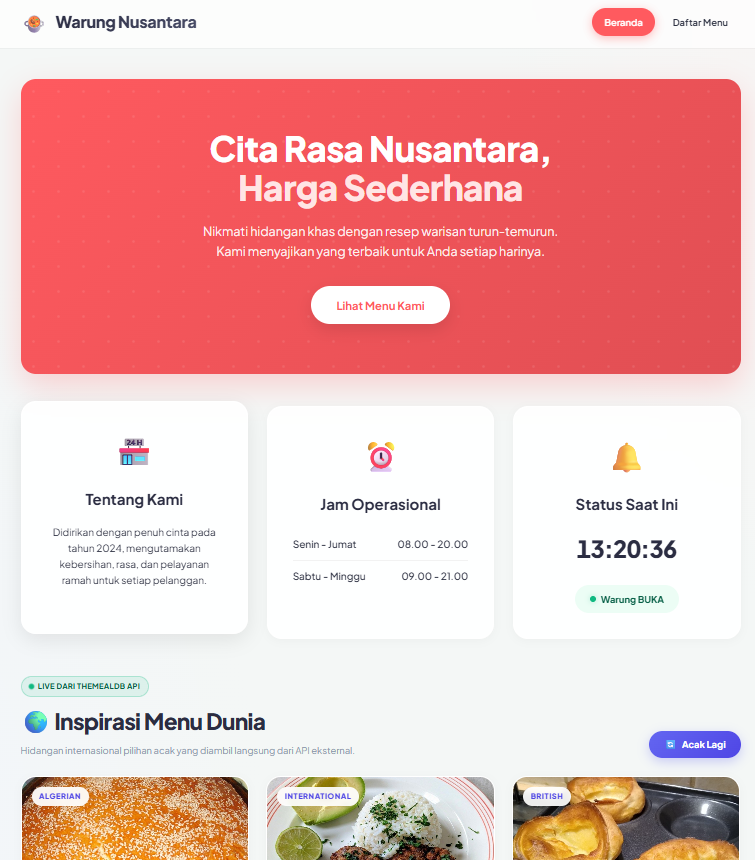 Warung Nusantara
Beranda
Daftar Menu
Cita Rasa Nusantara,
Harga Sederhana
Nikmati hidangan khas dengan resep warisan turun-temurun.
Kami menyajikan yang terbaik untuk Anda setiap harinya.
Lihat Menu Kami
24 H
Tentang Kami
Didirikan dengan penuh cinta pada
tahun 2024, mengutamakan
kebersihan, rasa, dan pelayanan
ramah untuk setiap pelanggan.
Jam Operasional
Senin - Jumat 08.00 - 20.00
Sabtu - Minggu 09.00 - 21.00
Status Saat Ini
13:20:36
Warung BUKA
LIVE DARI THEMEALDB API
Inspirasi Menu Dunia
Hidangan internasional pilihan acak yang diambil langsung dari API eksternal.
Acak Lagi
ALGERIAN
INTERNATIONAL
BRITISH